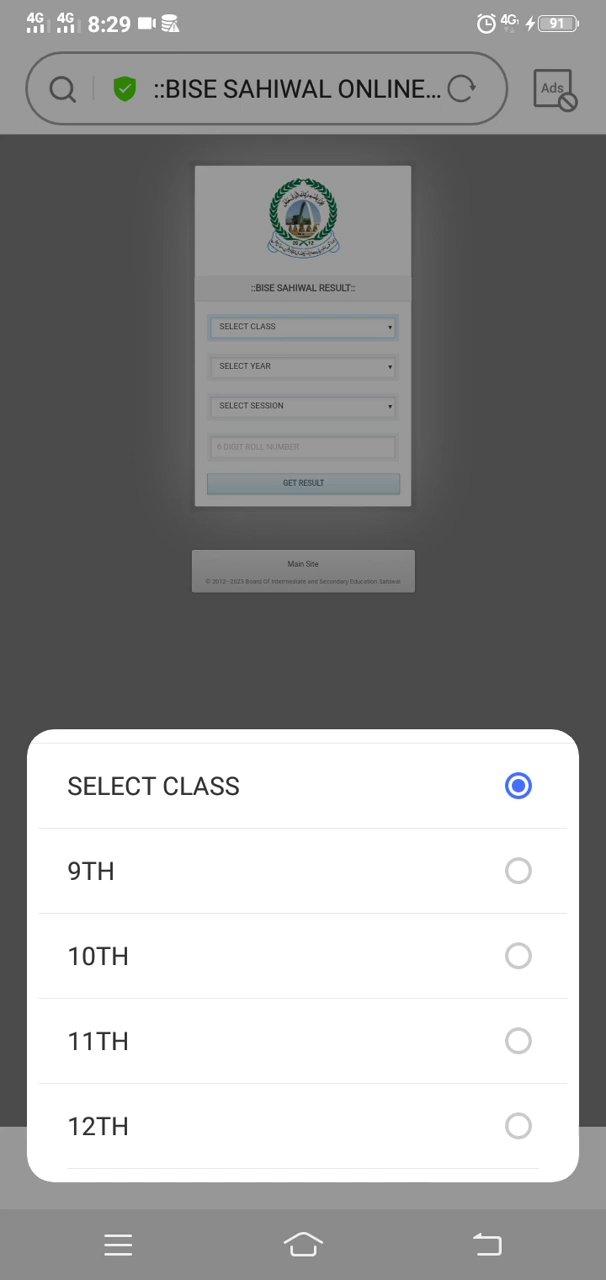 4G 4G 8:29 4G 91
::BISE SAHIWAL ONLINE... Ads
::BISE SAHIWAL RESULT::
SELECT CLASS
SELECT YEAR
SELECT SESSION
6 DIGIT ROLL NUMBER
GET RESULT
Main Site
© 2012-2023 Board Of Intermediate and Secondary Education Sahiwal
SELECT CLASS
9TH
10TH
11TH
12TH